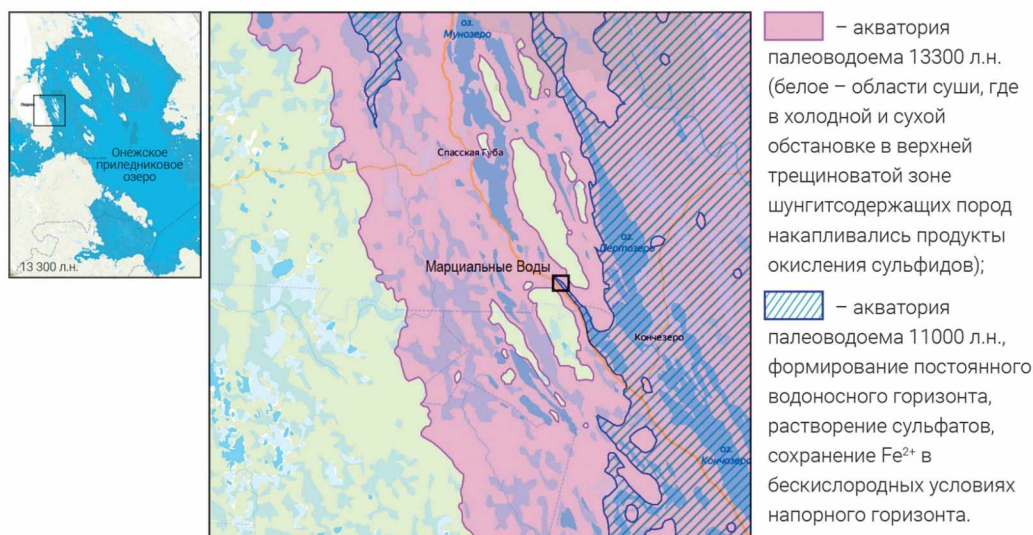 Онежское
приледниковое
озеро
13 300 л.н.
оз.
Мунозеро
Спасская Губа
оз.
Пертозеро
Марциальные Воды
Кончезеро
оз.
Кончозеро
– акватория
палеоводоема 13300 л.н.
(белое – области суши, где
в холодной и сухой
обстановке в верхней
трещиноватой зоне
шунгитсодержащих пород
накапливались продукты
окисления сульфидов);
– акватория
палеоводоема 11000 л.н.,
формирование постоянного
водоносного горизонта,
растворение сульфатов,
сохранение Fe²⁺ в
бескислородных условиях
напорного горизонта.